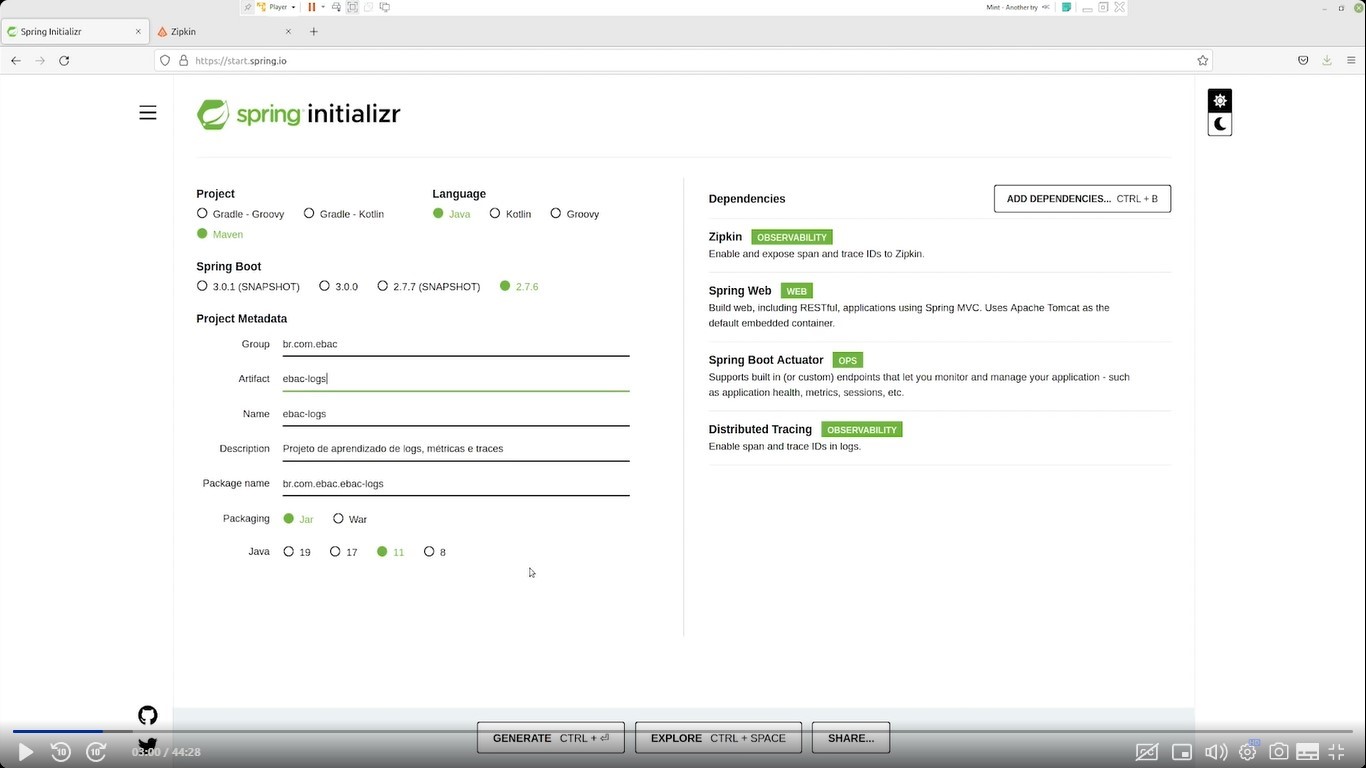 Player
Mint - Another try
Spring Initializr
Zipkin
https://start.spring.io
spring initializr
Project
Gradle - Groovy Gradle - Kotlin
Maven
Language
Java Kotlin Groovy
Spring Boot
3.0.1 (SNAPSHOT) 3.0.0 2.7.7 (SNAPSHOT) 2.7.6
Project Metadata
Group br.com.ebac
Artifact ebac-logs
Name ebac-logs
Description Projeto de aprendizado de logs, métricas e traces
Package name br.com.ebac.ebac-logs
Packaging Jar War
Java 19 17 11 8
Dependencies
ADD DEPENDENCIES... CTRL + B
Zipkin OBSERVABILITY
Enable and expose span and trace IDs to Zipkin.
Spring Web WEB
Build web, including RESTful, applications using Spring MVC. Uses Apache Tomcat as the
default embedded container.
Spring Boot Actuator OPS
Supports built in (or custom) endpoints that let you monitor and manage your application - such
as application health, metrics, sessions, etc.
Distributed Tracing OBSERVABILITY
Enable span and trace IDs in logs.
GENERATE CTRL + ⏎
EXPLORE CTRL + SPACE
SHARE...
10 10 03:00 / 44:28
HD